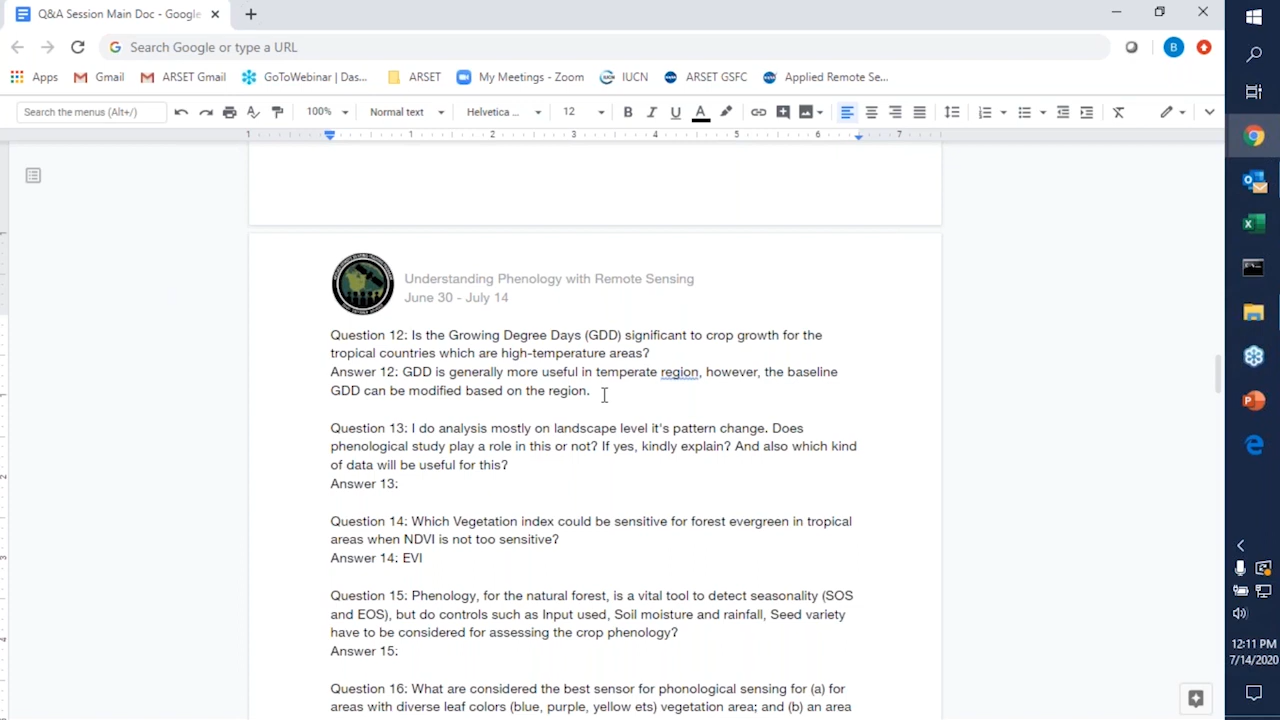 Q&A Session Main Doc - Google
Search Google or type a URL
B
Apps
Gmail
ARSET Gmail
GoToWebinar | Das...
ARSET
My Meetings - Zoom
IUCN
ARSET GSFC
Applied Remote Se...
Search the menus (Alt+/)
100%
Normal text
Helvetica ...
12
B I U A
1 1 2 3 4 5 6 7
Understanding Phenology with Remote Sensing
June 30 - July 14
Question 12: Is the Growing Degree Days (GDD) significant to crop growth for the
tropical countries which are high-temperature areas?
Answer 12: GDD is generally more useful in temperate region, however, the baseline
GDD can be modified based on the region.
Question 13: I do analysis mostly on landscape level it's pattern change. Does
phenological study play a role in this or not? If yes, kindly explain? And also which kind
of data will be useful for this?
Answer 13:
Question 14: Which Vegetation index could be sensitive for forest evergreen in tropical
areas when NDVI is not too sensitive?
Answer 14: EVI
Question 15: Phenology, for the natural forest, is a vital tool to detect seasonality (SOS
and EOS), but do controls such as Input used, Soil moisture and rainfall, Seed variety
have to be considered for assessing the crop phenology?
Answer 15:
Question 16: What are considered the best sensor for phonological sensing for (a) for
areas with diverse leaf colors (blue, purple, yellow ets) vegetation area; and (b) an area
12:11 PM
7/14/2020